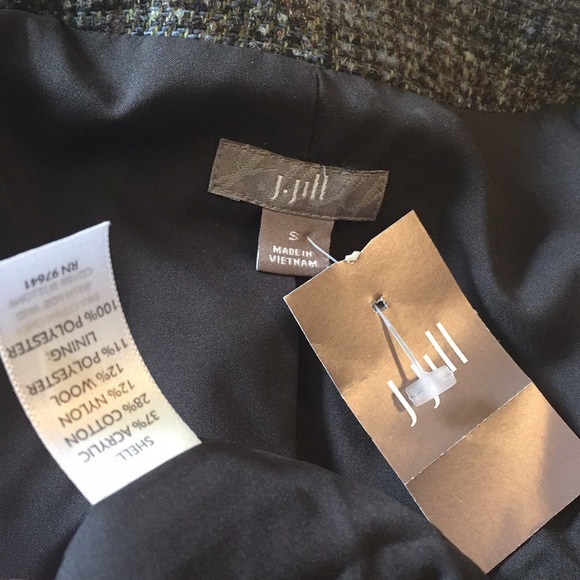 J.Jill
S
MADE IN
VIETNAM
J.Jill
SHELL
37% ACRYLIC
28% COTTON
12% NYLON
12% WOOL
11% POLYESTER
LINING:
100% POLYESTER
RN 97641